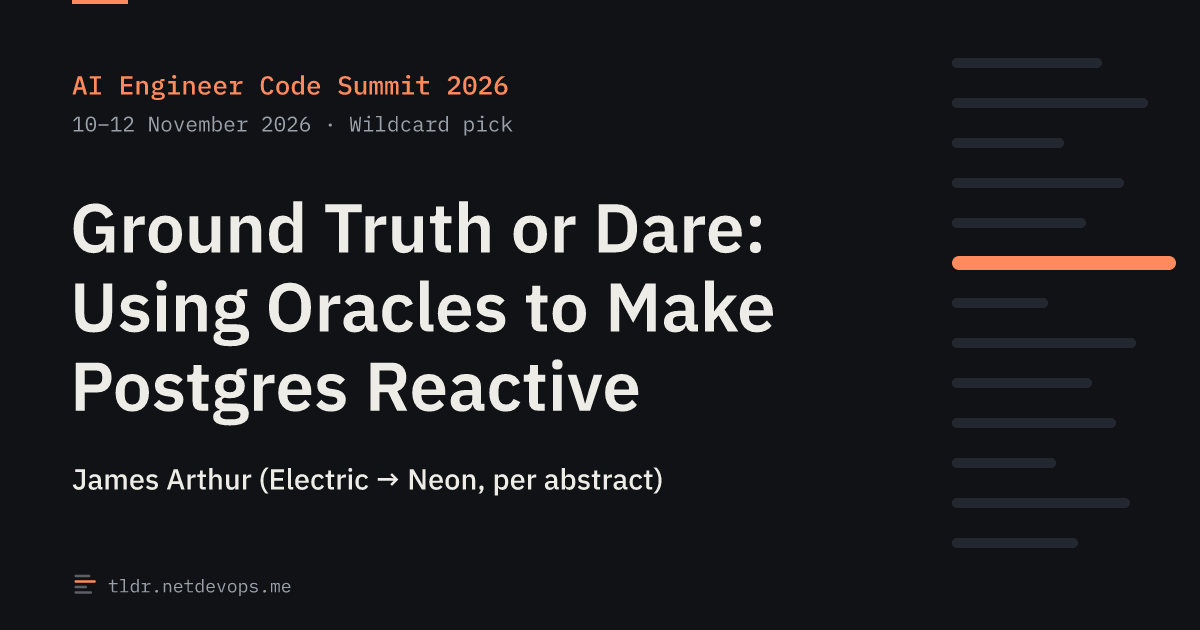 AI Engineer Code Summit 2026
10–12 November 2026 · Wildcard pick
Ground Truth or Dare:
Using Oracles to Make
Postgres Reactive
James Arthur (Electric → Neon, per abstract)
tldr.netdevops.me